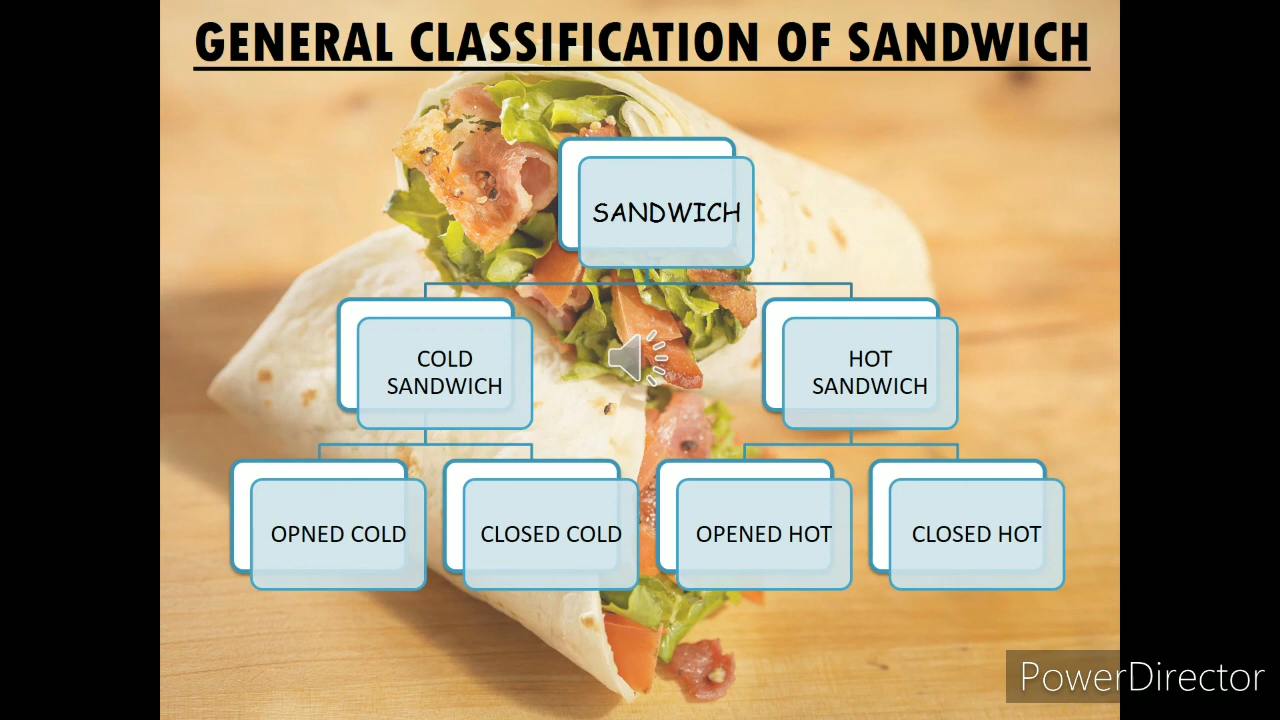 GENERAL CLASSIFICATION OF SANDWICH
SANDWICH
COLD
SANDWICH
HOT
SANDWICH
OPNED COLD
CLOSED COLD
OPENED HOT
CLOSED HOT
PowerDirector